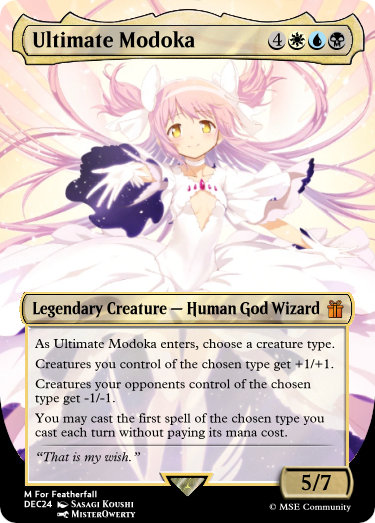 Ultimate Modoka 4
Legendary Creature — Human God Wizard
As Ultimate Modoka enters, choose a creature type.
Creatures you control of the chosen type get +1/+1.
Creatures your opponents control of the chosen
type get -1/-1.
You may cast the first spell of the chosen type you
cast each turn without paying its mana cost.
“That is my wish.”
5/7
M For Featherfall
DEC24 Sasagi Koushi
MisterQwerty
© MSE Community